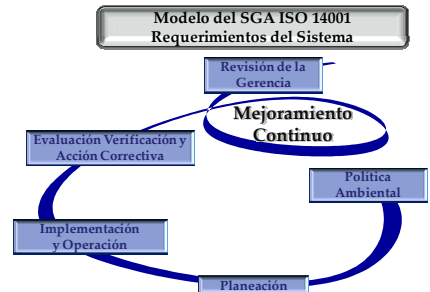 Modelo del SGA ISO 14001
Requerimientos del Sistema
Revisión de la
Gerencia
Mejoramiento
Continuo
Evaluación Verificación y
Acción Correctiva
Política
Ambiental
Implementación
y Operación
Planeación